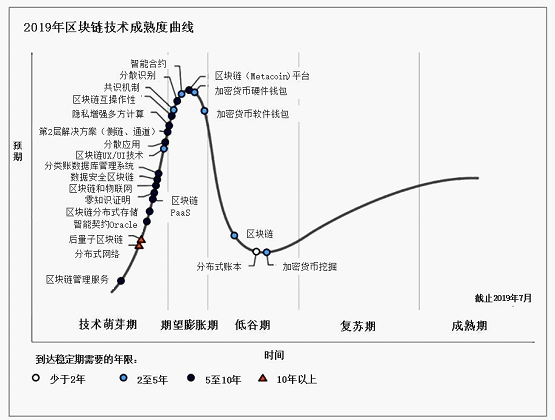 2019年区块链技术成熟度曲线
智能合约
分散识别
共识机制
区块链互操作性
隐私增强多方计算
第2层解决方案（侧链、通道）
分散应用
区块链UX/UI技术
分类账数据库管理系统
数据安全区块链
区块链和物联网
零知识证明
区块链分布式存储
智能契约Oracle
后量子区块链
分布式网络
区块链管理服务
区块链（Metacoin)平台
加密货币硬件钱包
加密货币软件钱包
区块链
PaaS
区块链
分布式账本
加密货币挖掘
预期
截止2019年7月
技术萌芽期
期望膨胀期
低谷期
复苏期
成熟期
时间
到达稳定期需要的年限：
少于2年
2至5年
5至10年
10年以上